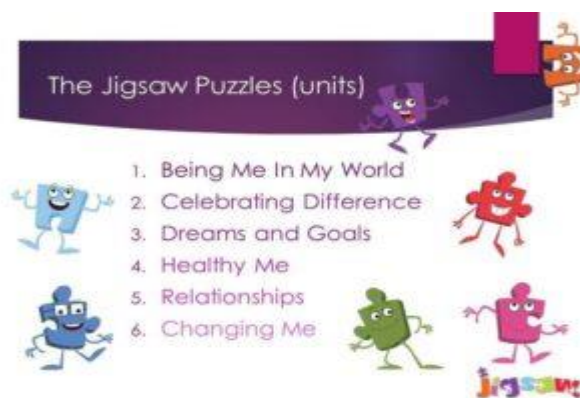 The Jigsaw Puzzles (units)
1. Being Me In My World
2. Celebrating Difference
3. Dreams and Goals
4. Healthy Me
5. Relationships
6. Changing Me
jigsaw